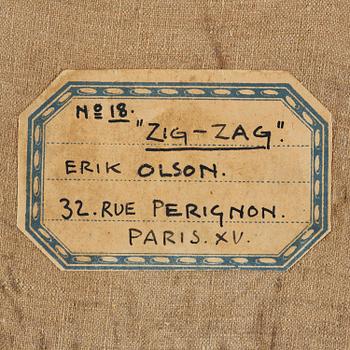 No 18.
"ZIG-ZAG".
ERIK OLSON.
32. RUE PERIGNON.
PARIS. XV.